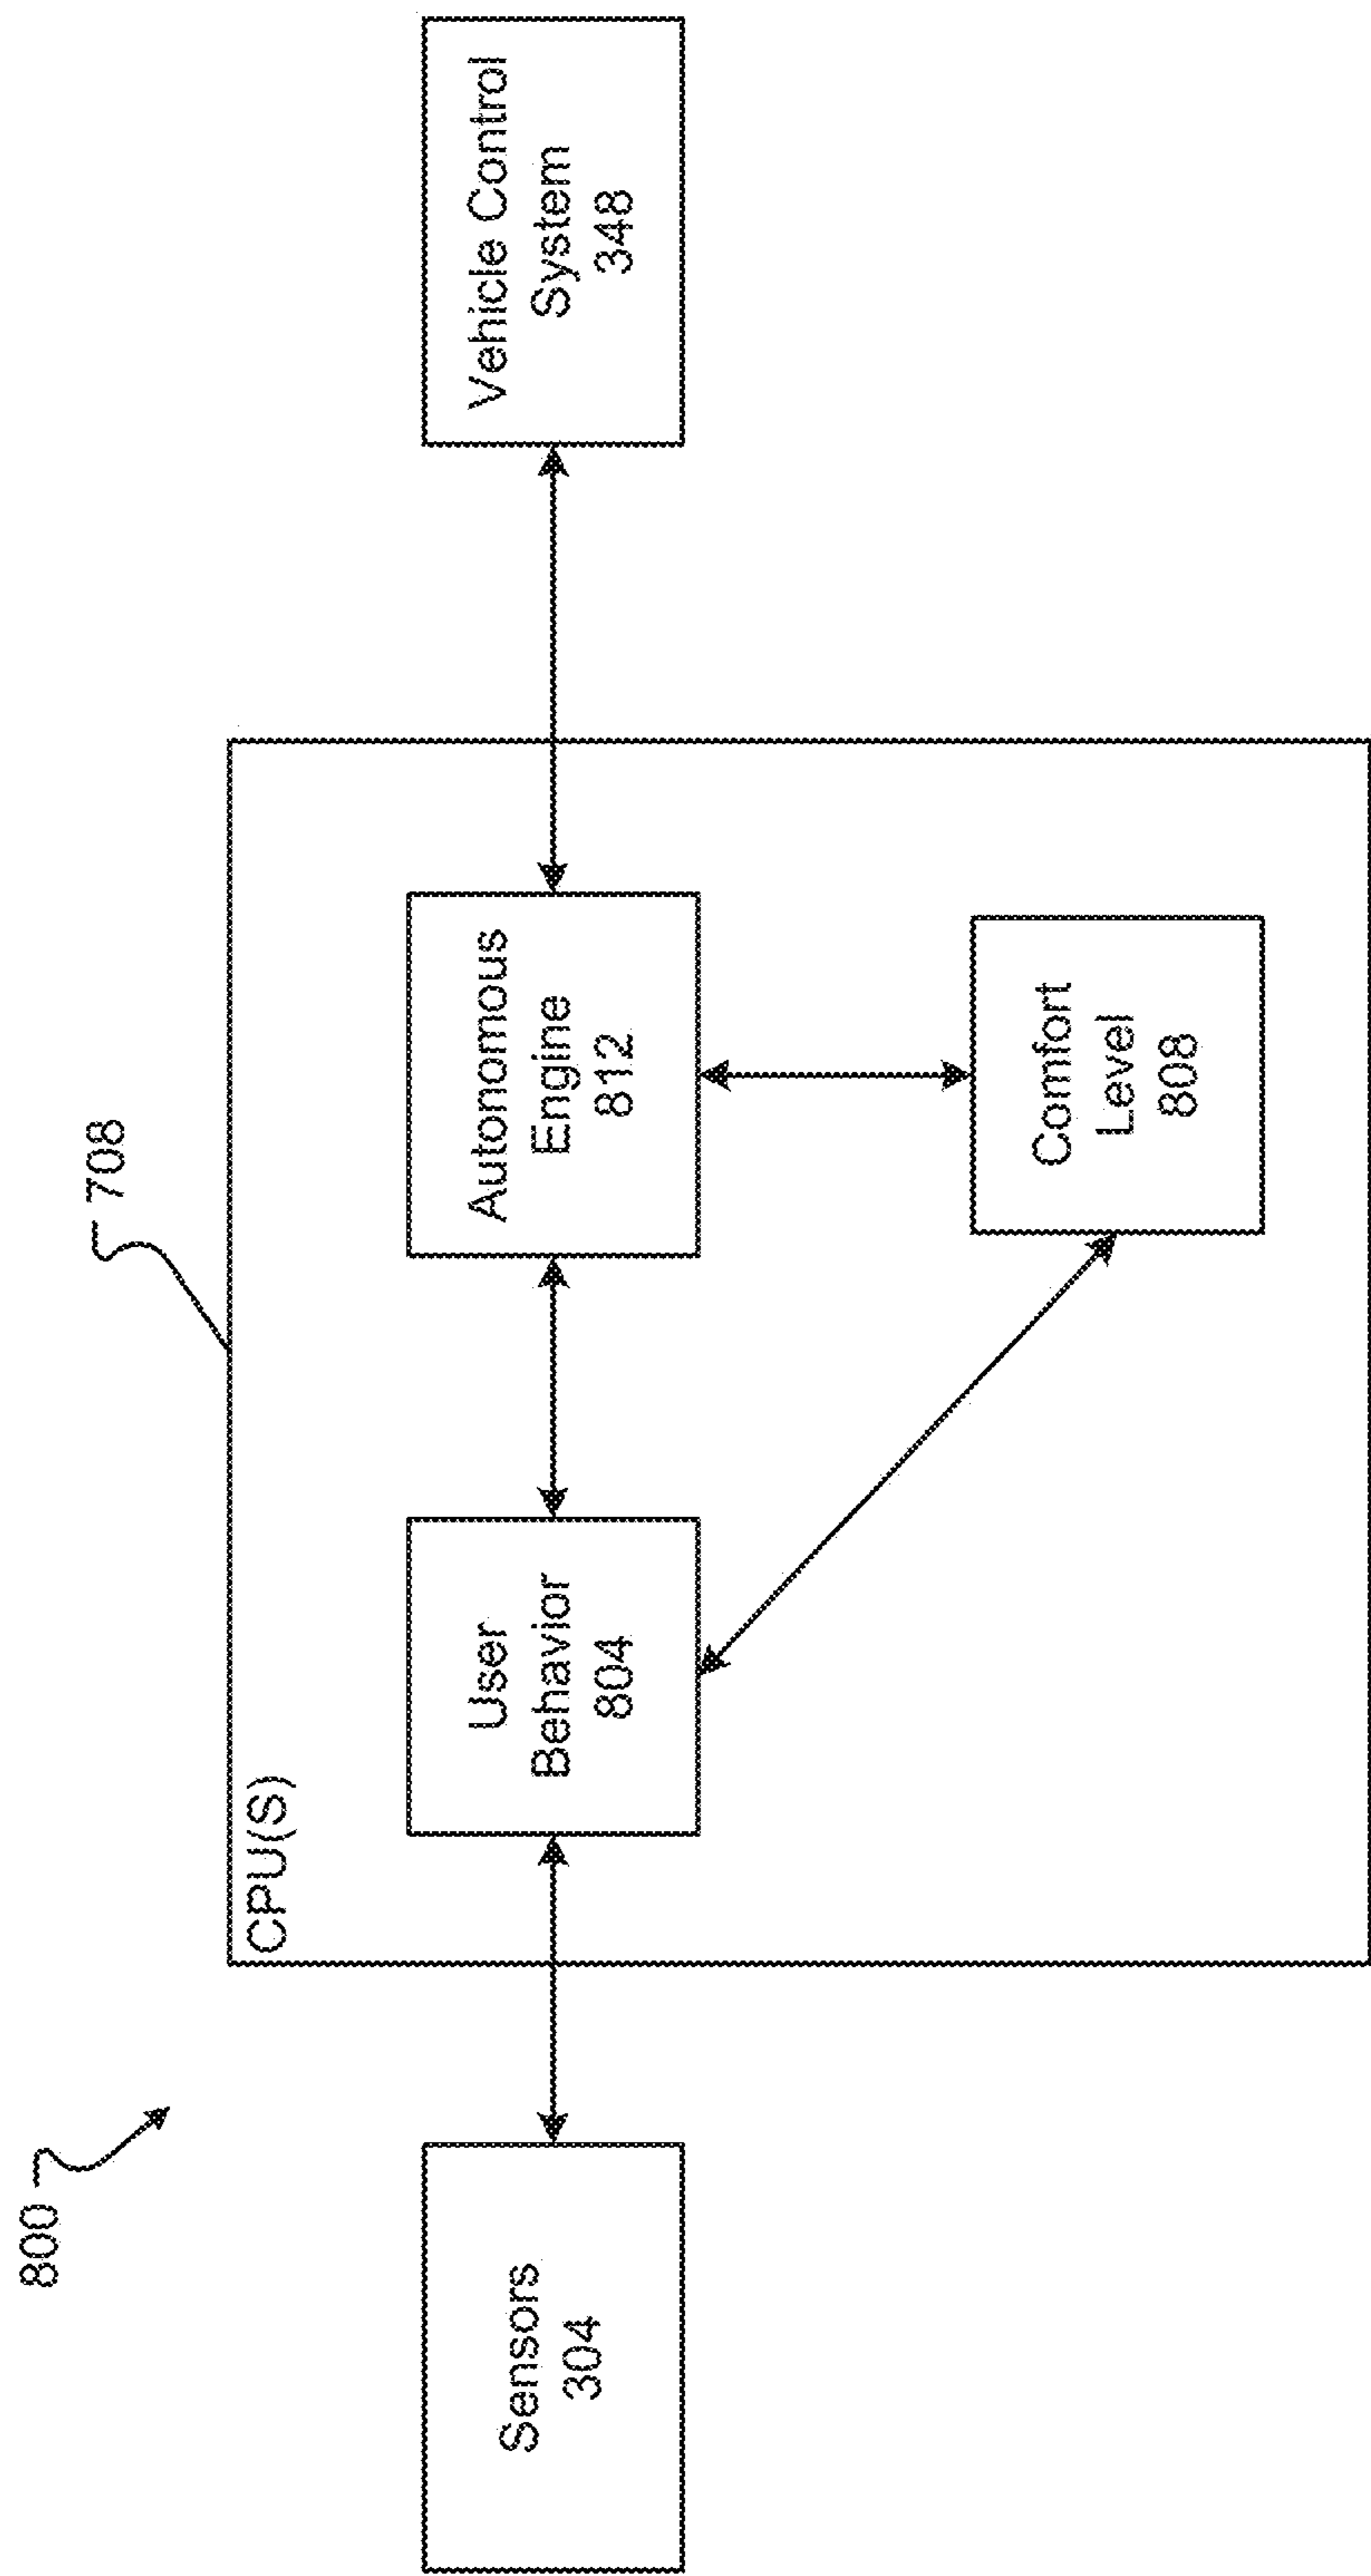 800
708
CPU(S)
Sensors
304
User
Behavior
804
Autonomous
Engine
812
Comfort
Level
808
Vehicle Control
System
348